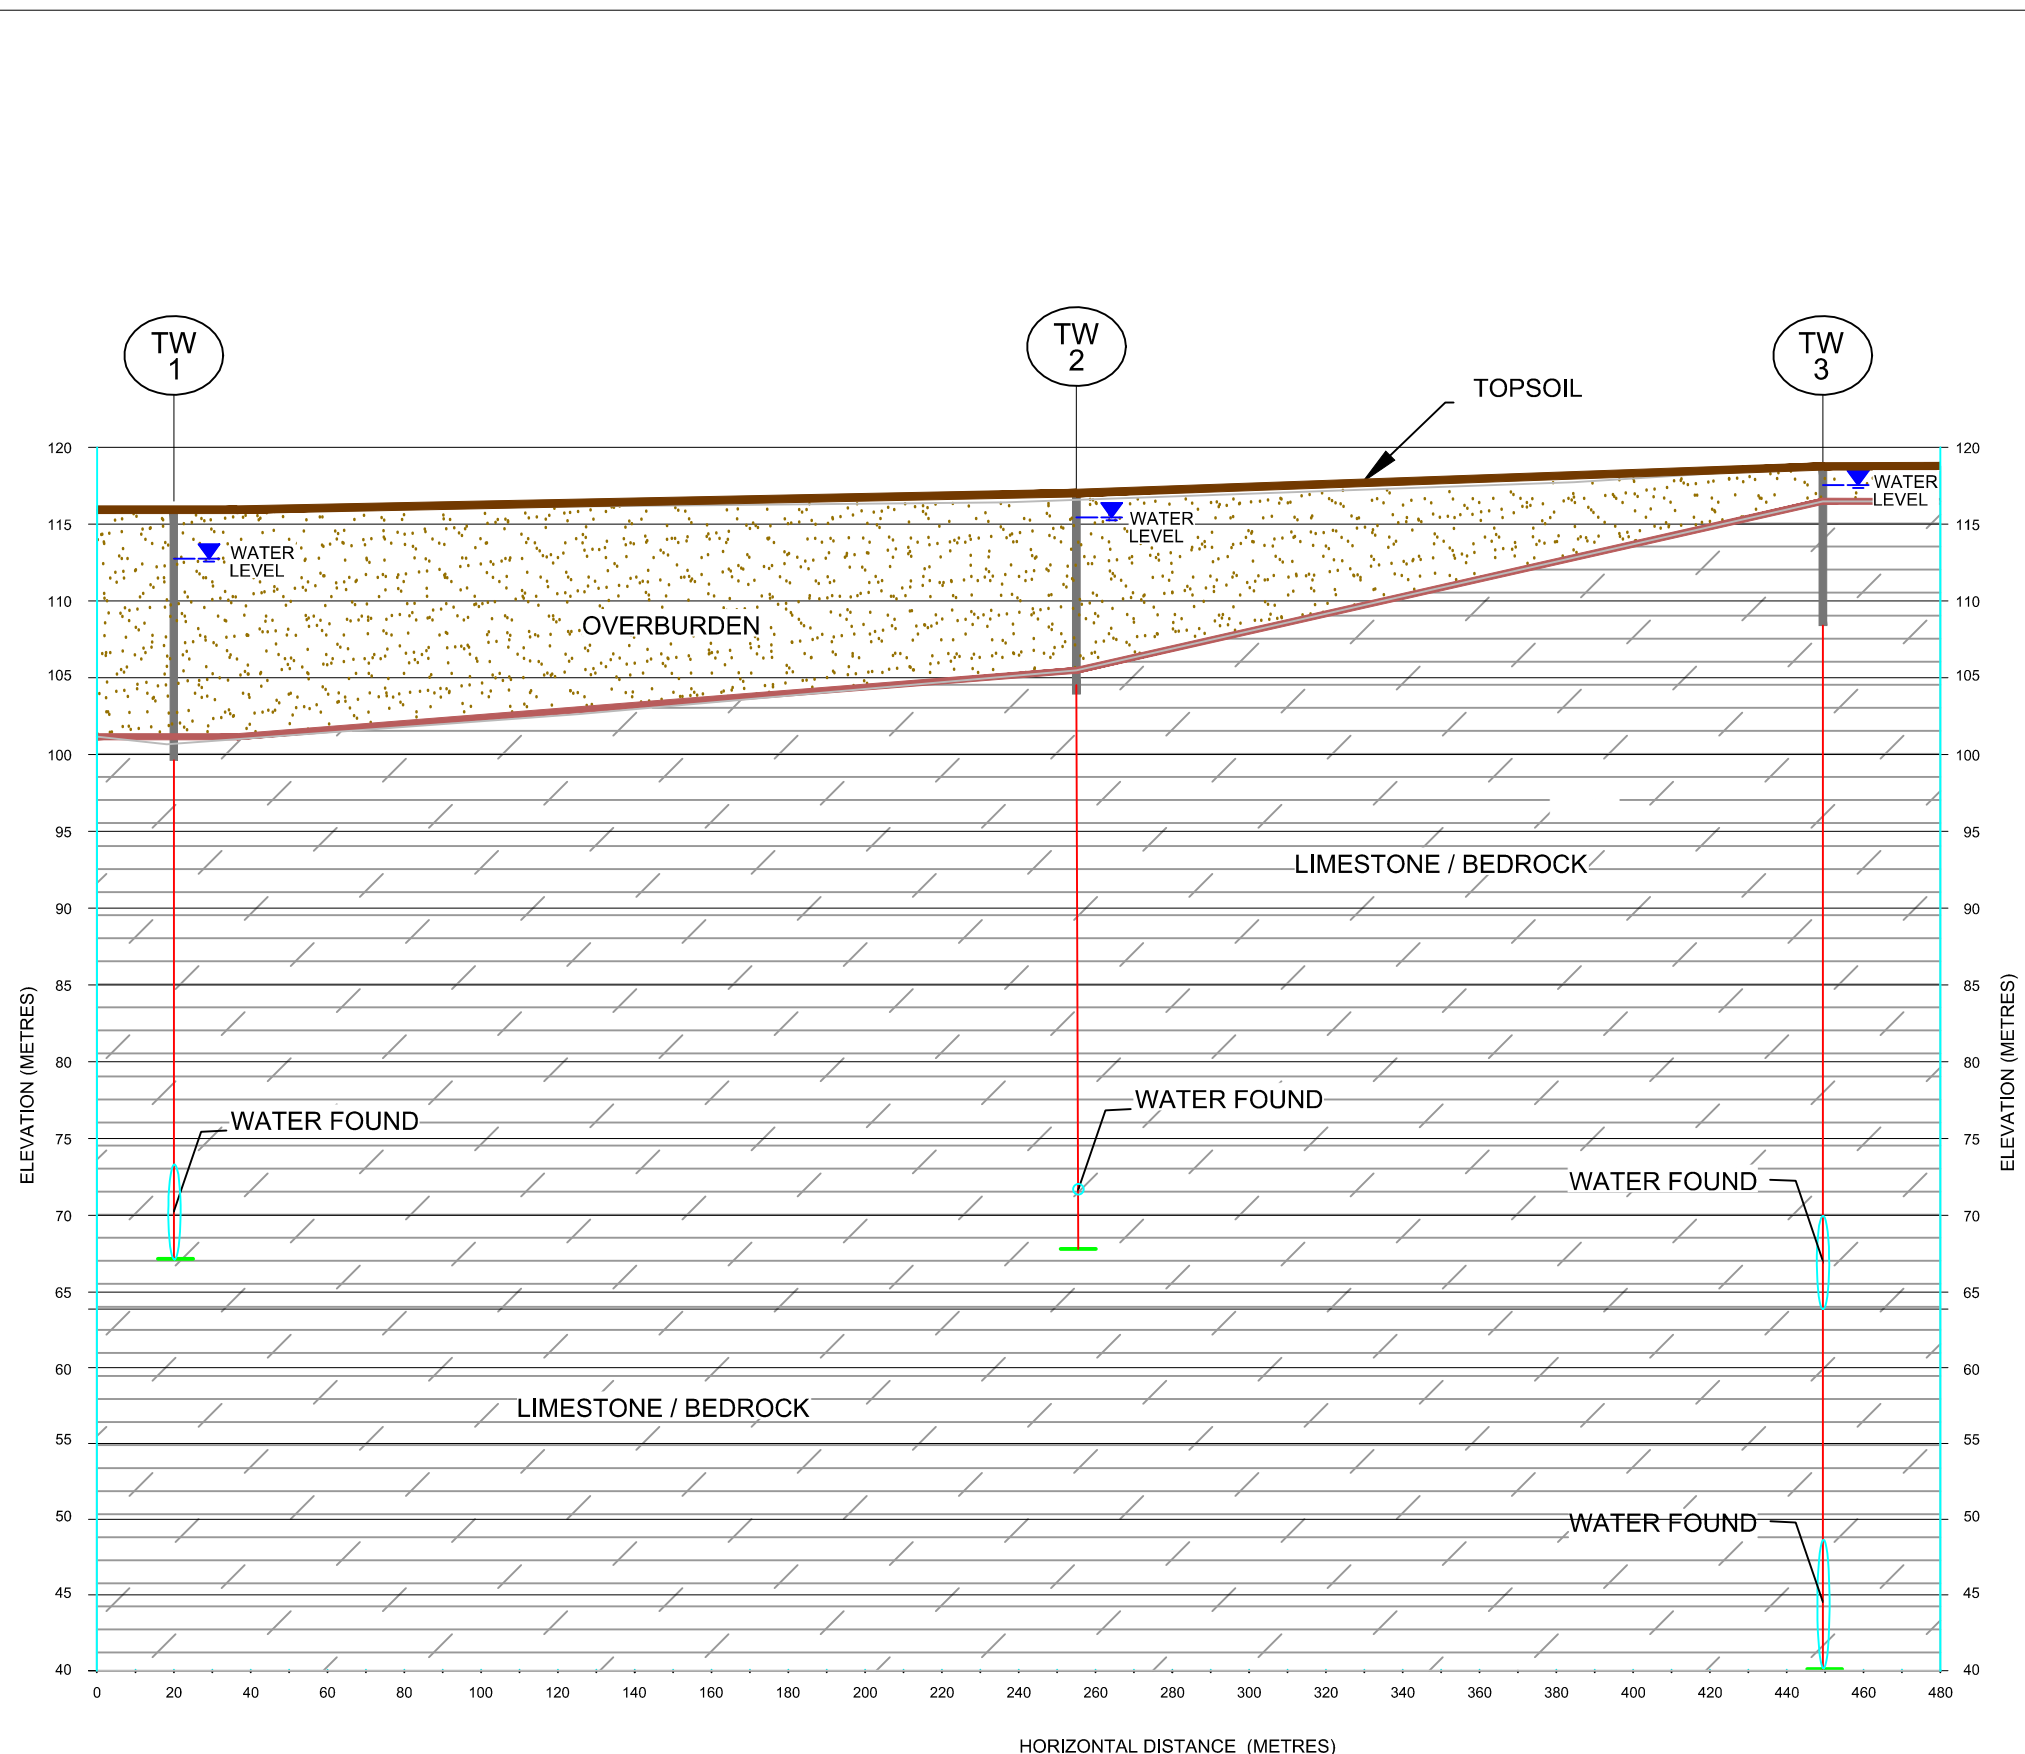 TW
1
TW
2
TW
3
TOPSOIL
120
120
WATER
LEVEL
WATER
LEVEL
WATER
LEVEL
115
115
110
110
OVERBURDEN
105
105
100
100
95
95
LIMESTONE / BEDROCK
90
90
85
85
ELEVATION (METRES)
ELEVATION (METRES)
80
80
WATER FOUND
WATER FOUND
75
75
WATER FOUND
70
70
65
65
60
60
LIMESTONE / BEDROCK
55
55
50
50
WATER FOUND
45
45
40
40
0 20 40 60 80 100 120 140 160 180 200 220 240 260 280 300 320 340 360 380 400 420 440 460 480
HORIZONTAL DISTANCE (METRES)